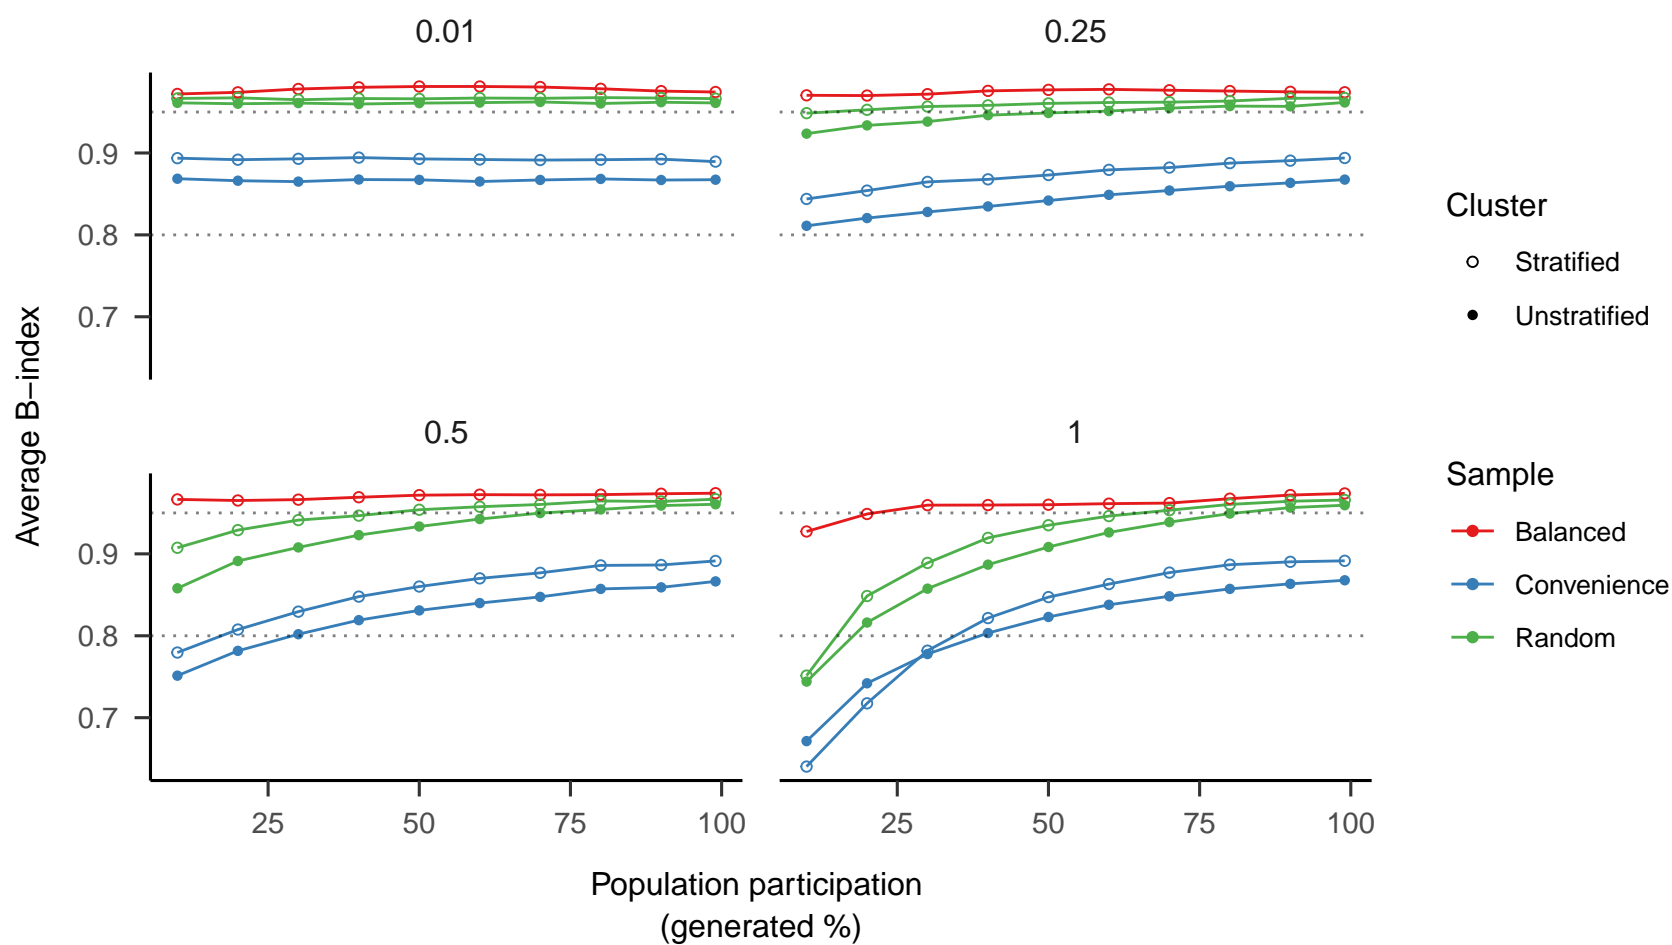 0.01
0.25
0.9
0.8
0.7
Average B−index
0.5
1
0.9
0.8
0.7
25
50
75
100
25
50
75
100
Population participation
(generated %)
Cluster
Stratified
Unstratified
Sample
Balanced
Convenience
Random